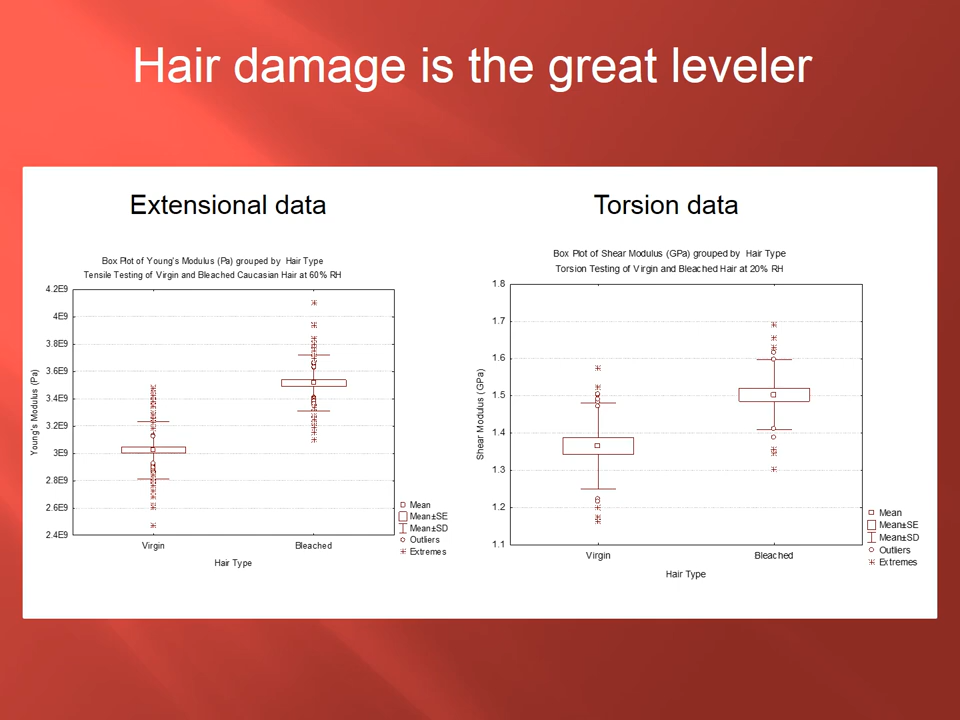 Hair damage is the great leveler
Extensional data
Box Plot of Young's Modulus (Pa) grouped by Hair Type
Tensile Testing of Virgin and Bleached Caucasian Hair at 60% RH
4.2E9
4E9
3.8E9
3.6E9
3.4E9
3.2E9
3E9
2.8E9
2.6E9
2.4E9
Young's Modulus (Pa)
Virgin
Bleached
Hair Type
Mean
Mean±SE
Mean±SD
Outliers
Extremes
Torsion data
Box Plot of Shear Modulus (GPa) grouped by Hair Type
Torsion Testing of Virgin and Bleached Hair at 20% RH
1.8
1.7
1.6
1.5
1.4
1.3
1.2
1.1
Shear Modulus (GPa)
Virgin
Bleached
Hair Type
Mean
Mean±SE
Mean±SD
Outliers
Extremes